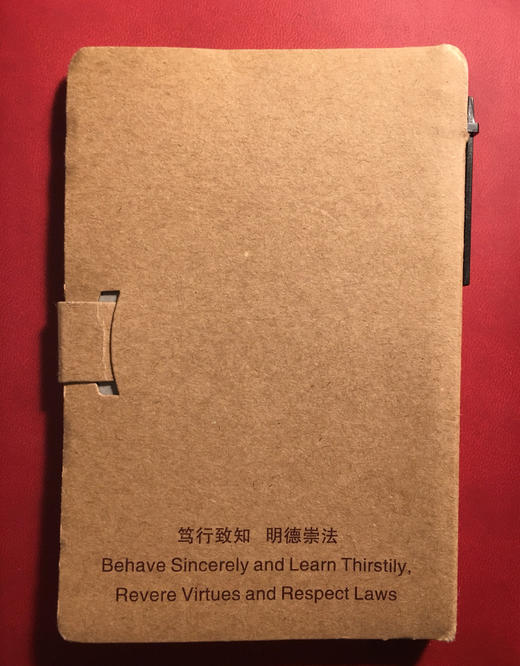 笃行致知 明德崇法
Behave Sincerely and Learn Thirstily,
Revere Virtues and Respect Laws